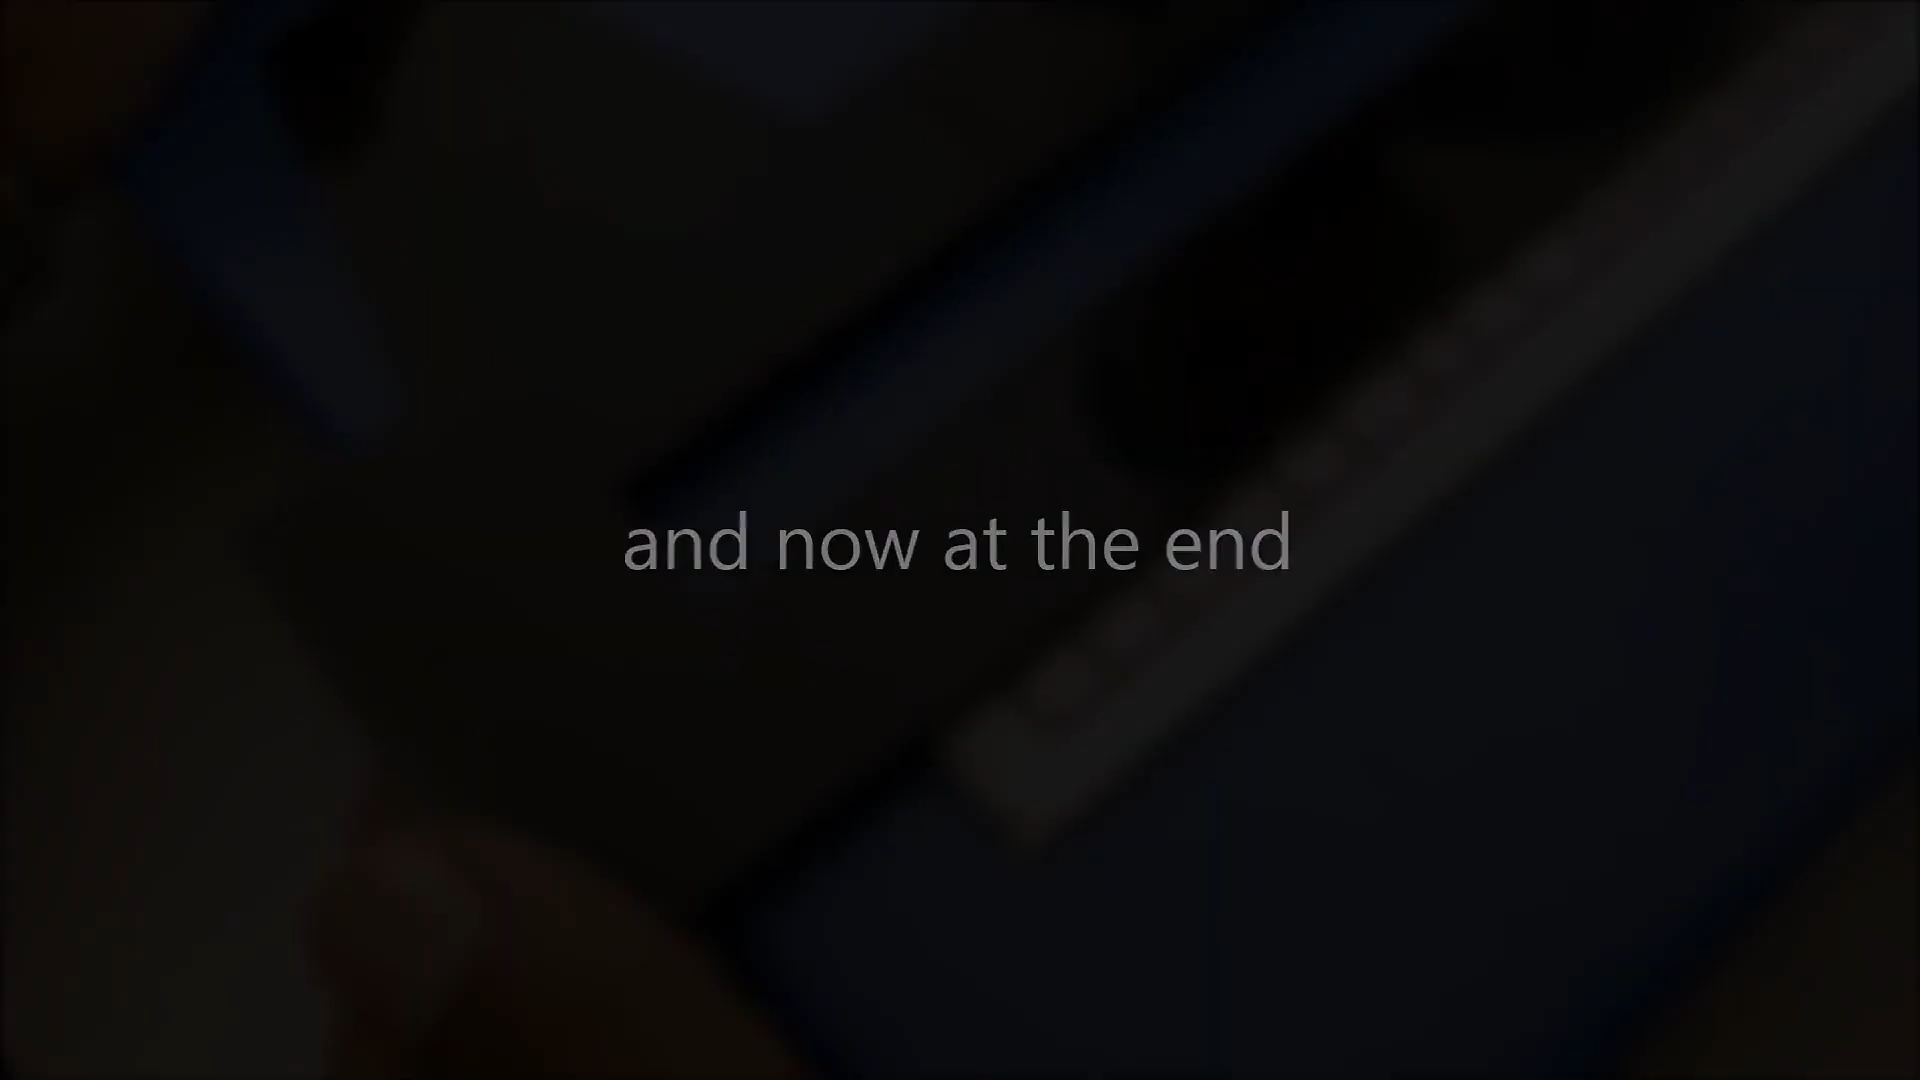 and now at the end